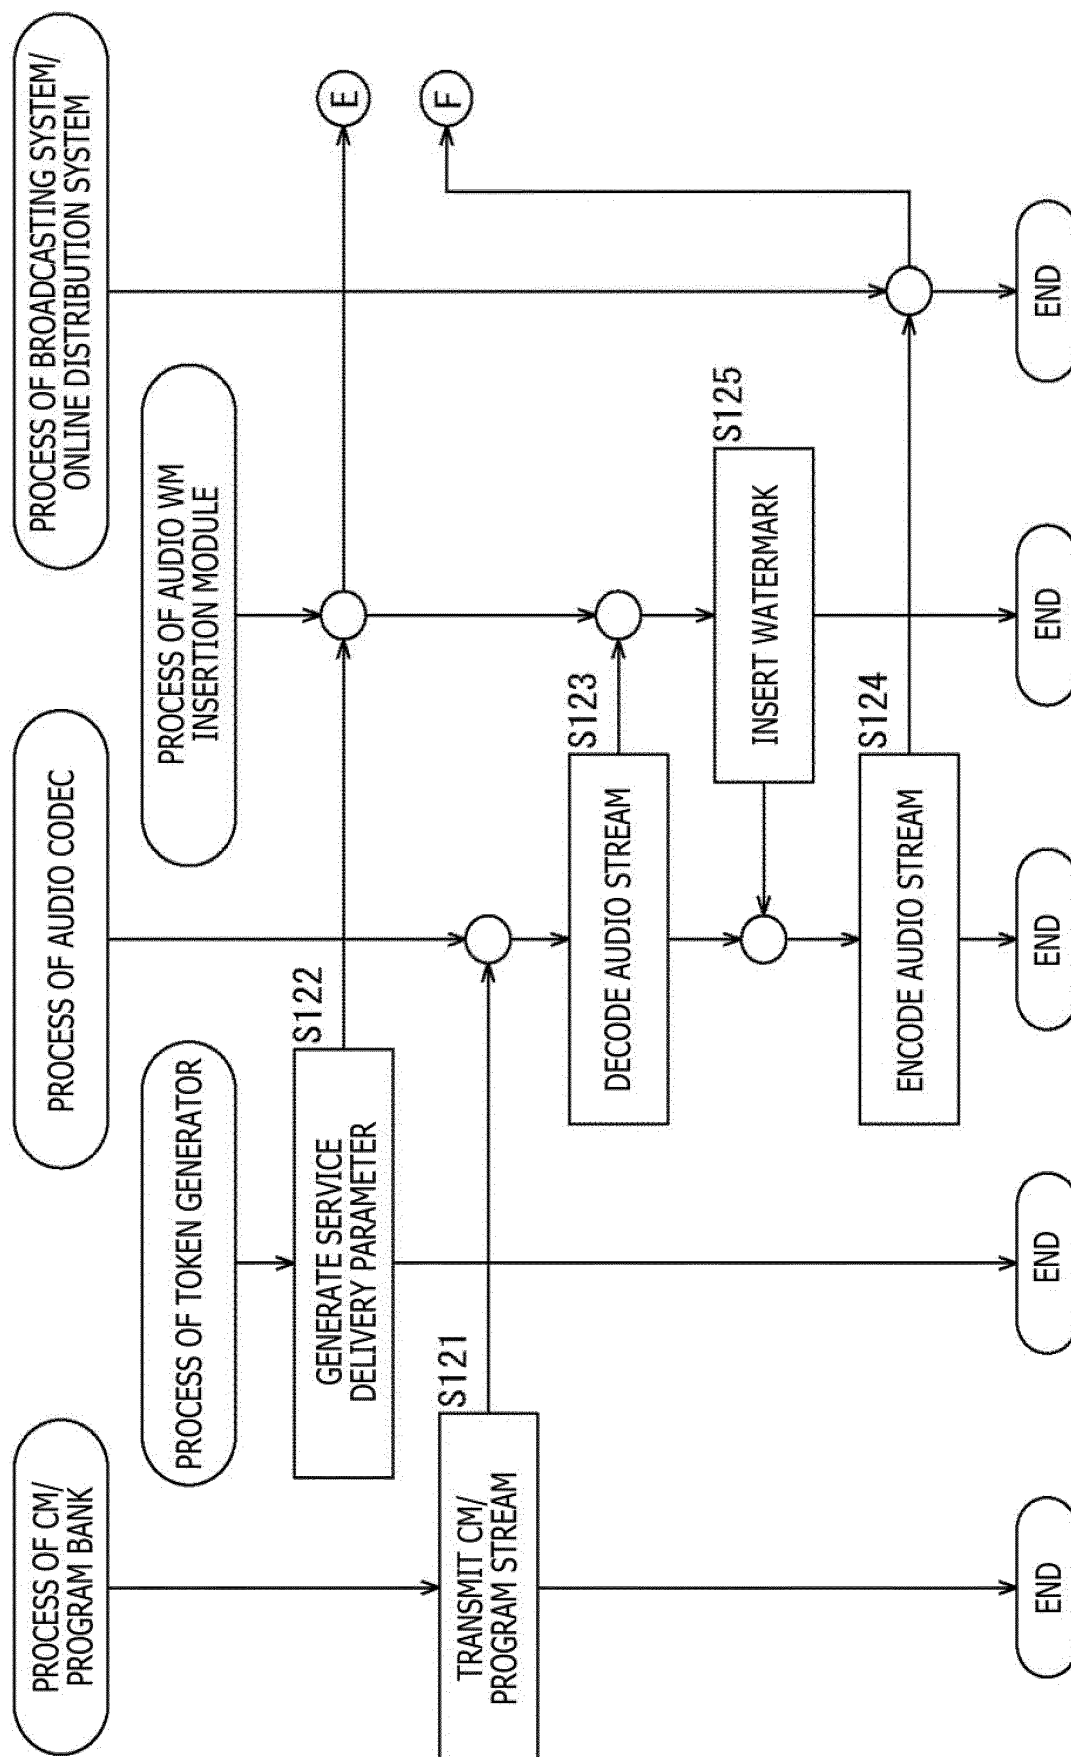 PROCESS OF CM/
PROGRAM BANK
PROCESS OF TOKEN GENERATOR
PROCESS OF AUDIO CODEC
PROCESS OF AUDIO WM
INSERTION MODULE
PROCESS OF BROADCASTING SYSTEM/
ONLINE DISTRIBUTION SYSTEM
S122
GENERATE SERVICE
DELIVERY PARAMETER
E
S121
TRANSMIT CM/
PROGRAM STREAM
F
S123
DECODE AUDIO STREAM
S125
INSERT WATERMARK
S124
ENCODE AUDIO STREAM
END
END
END
END
END